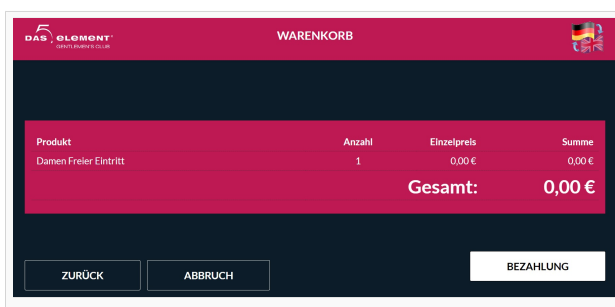 5
DAS element
GENTLEMEN'S CLUB
WARENKORB
Produkt Anzahl Einzelpreis Summe
Damen Freier Eintritt 1 0,00 € 0,00 €
Gesamt: 0,00 €
ZURÜCK ABBRUCH BEZAHLUNG